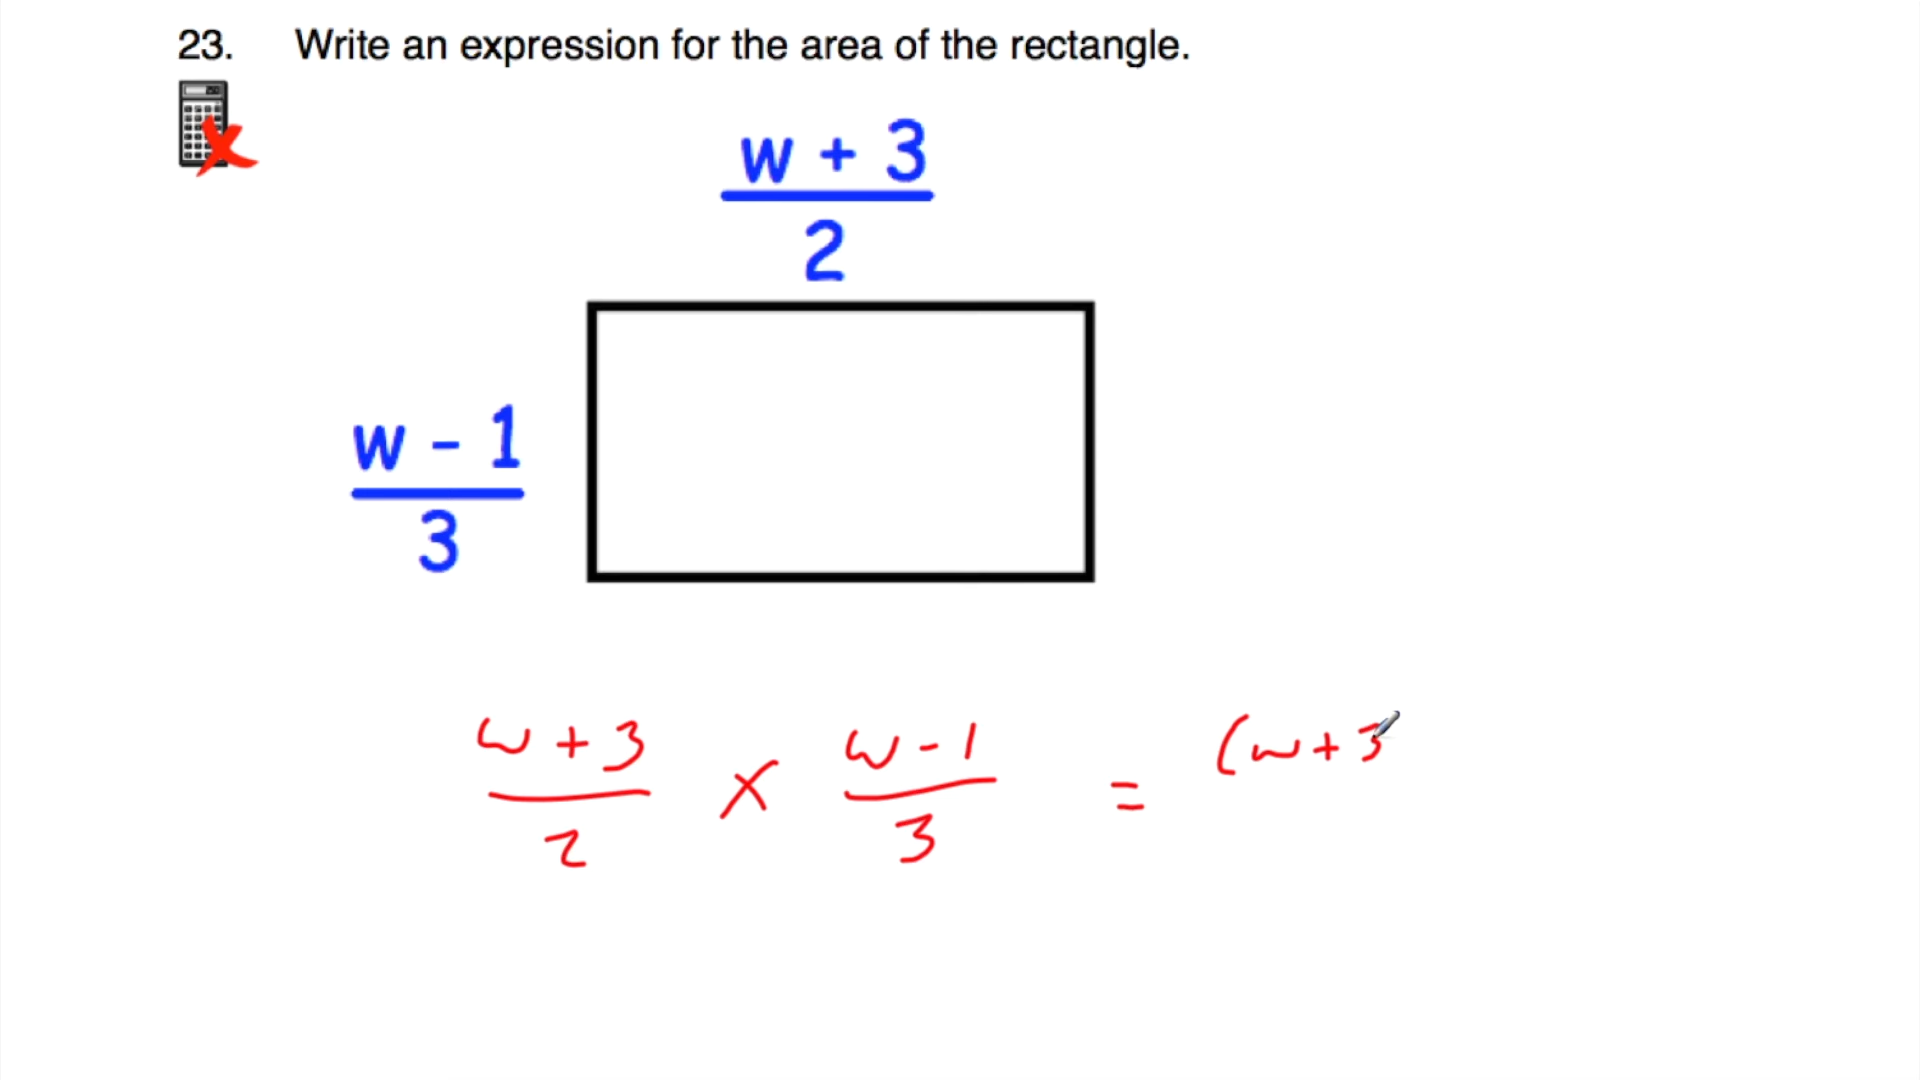 23. Write an expression for the area of the rectangle.
w + 3
2
w - 1
3
w + 3 × w - 1 = (w + 3
2 3